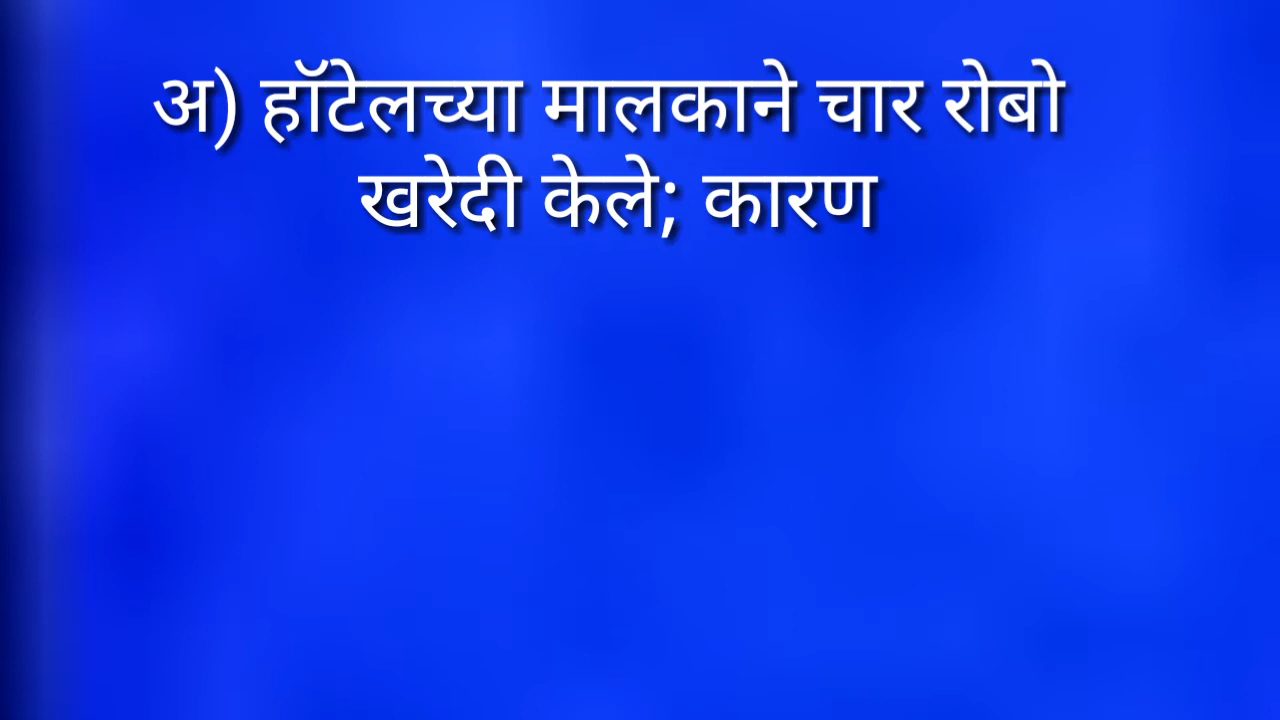 अ) हॉटेलच्या मालकाने चार रोबो
खरेदी केले; कारण